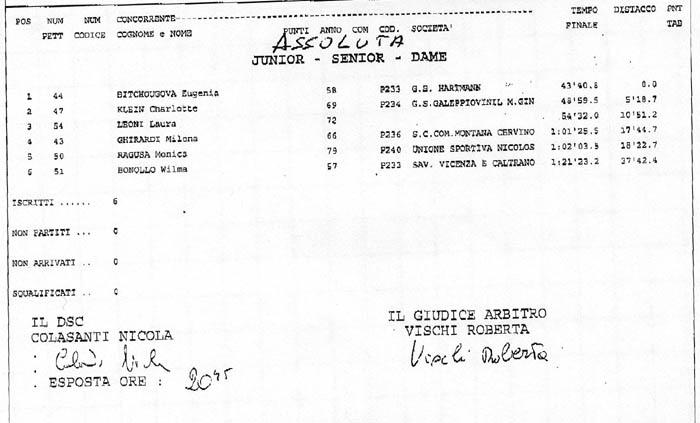 POS NUM NUM CONCORRENTE TEMPO DISTACCO PNT
PETT CODICE COGNOME e NOME PUNTI ANNO COM COD. SOCIETA' FINALE TAB
ASSOLUTA
JUNIOR - SENIOR - DAME
1 44 BITCHOUGOVA Eugenia 58 P233 G.S. HARTMANN 43'40.8 0.0
2 47 KLEIN Charlotte 69 P234 G.S.GALEPPIOVINIL M.GIN 48'59.5 5'18.7
3 54 LEONI Laura 72 54'32.0 10'51.2
4 43 GHIRARDI Milena 66 P236 S.C.COM.MONTANA CERVINO 1:01'25.5 17'44.7
5 50 RAGUSA Monica 79 P240 UNIONE SPORTIVA NICOLOS 1:02'03.5 18'22.7
6 51 BONOLLO Wilma 57 P233 SAV. VICENZA E CALTRANO 1:21'23.2 37'42.4
ISCRITTI ...... 6
NON PARTITI ... 0
NON ARRIVATI .. 0
SQUALIFICATI .. 0
IL DSC
COLASANTI NICOLA
IL GIUDICE ARBITRO
VISCHI ROBERTA
Vischi Roberta
. ESPOSTA ORE : 20⁴⁵